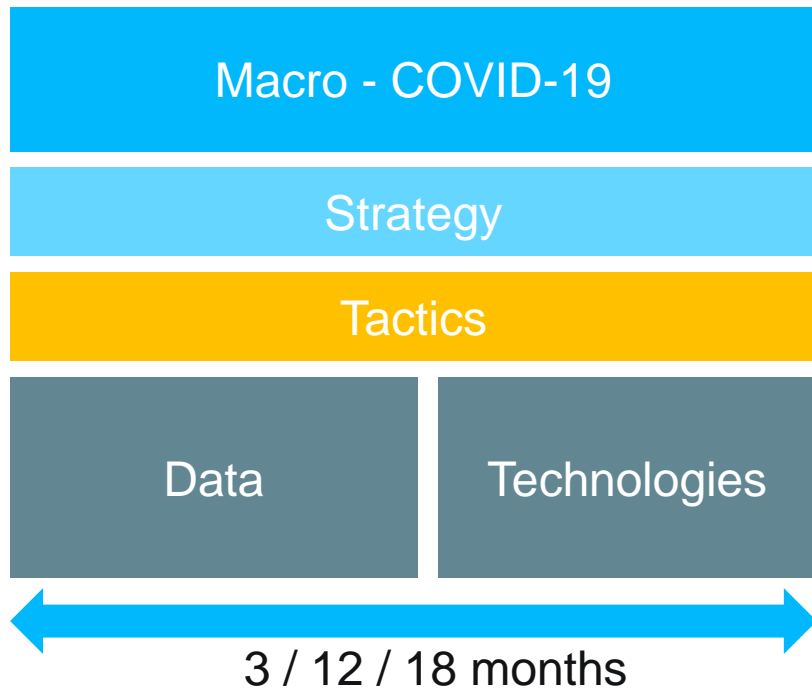 Macro - COVID-19
Strategy
Tactics
Data
Technologies
3 / 12 / 18 months